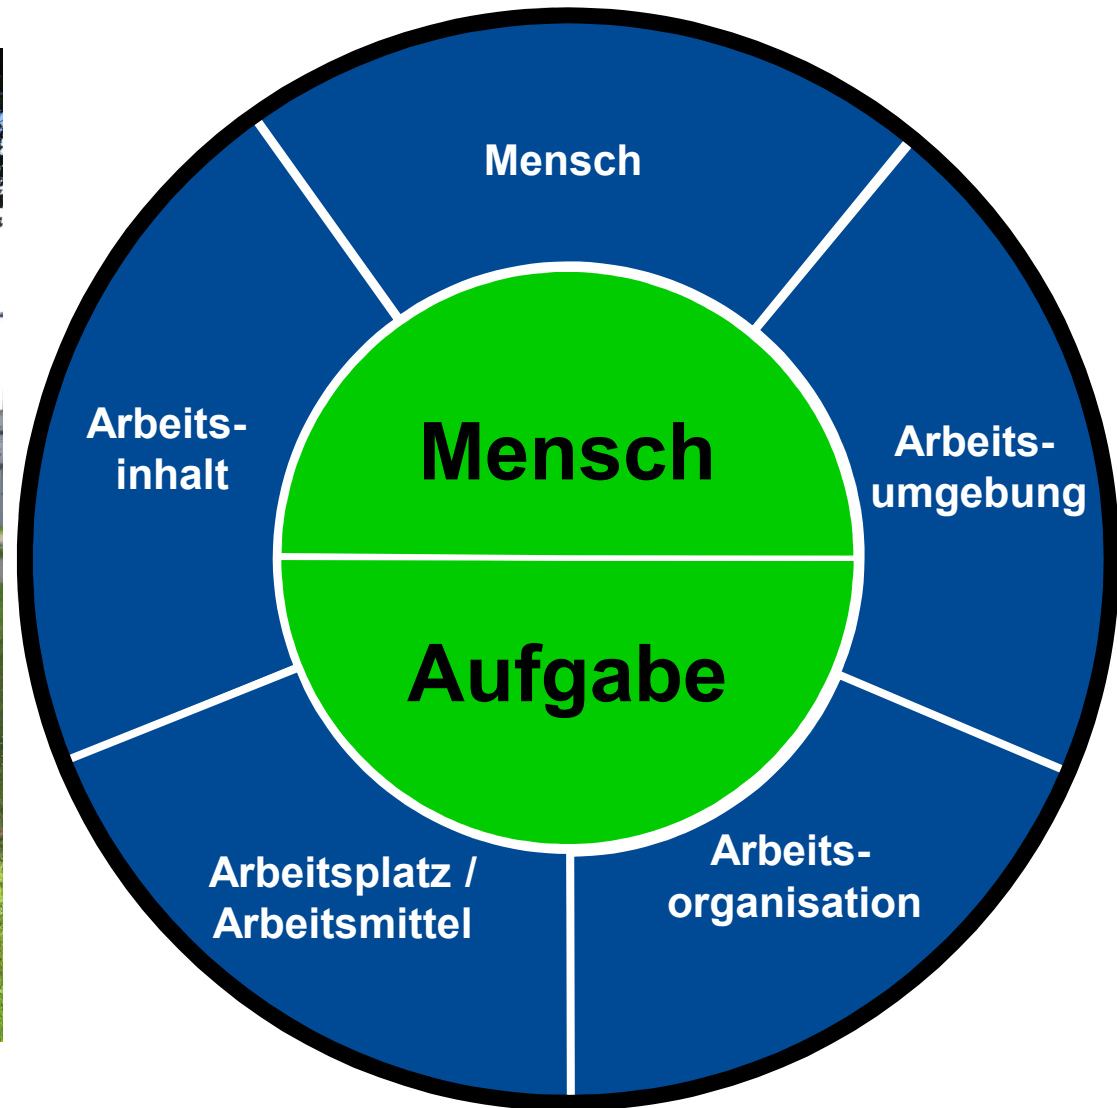 Mensch
Arbeits-
inhalt
Arbeits-
umgebung
Mensch
Aufgabe
Arbeitsplatz /
Arbeitsmittel
Arbeits-
organisation